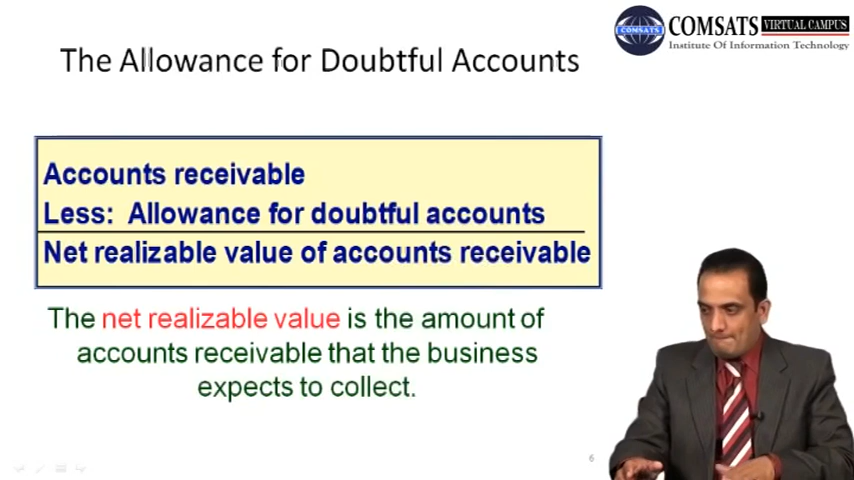 COMSATS VIRTUAL CAMPUS
COMSATS Institute Of Information Technology
The Allowance for Doubtful Accounts
Accounts receivable
Less: Allowance for doubtful accounts
Net realizable value of accounts receivable
The net realizable value is the amount of
accounts receivable that the business
expects to collect.
6